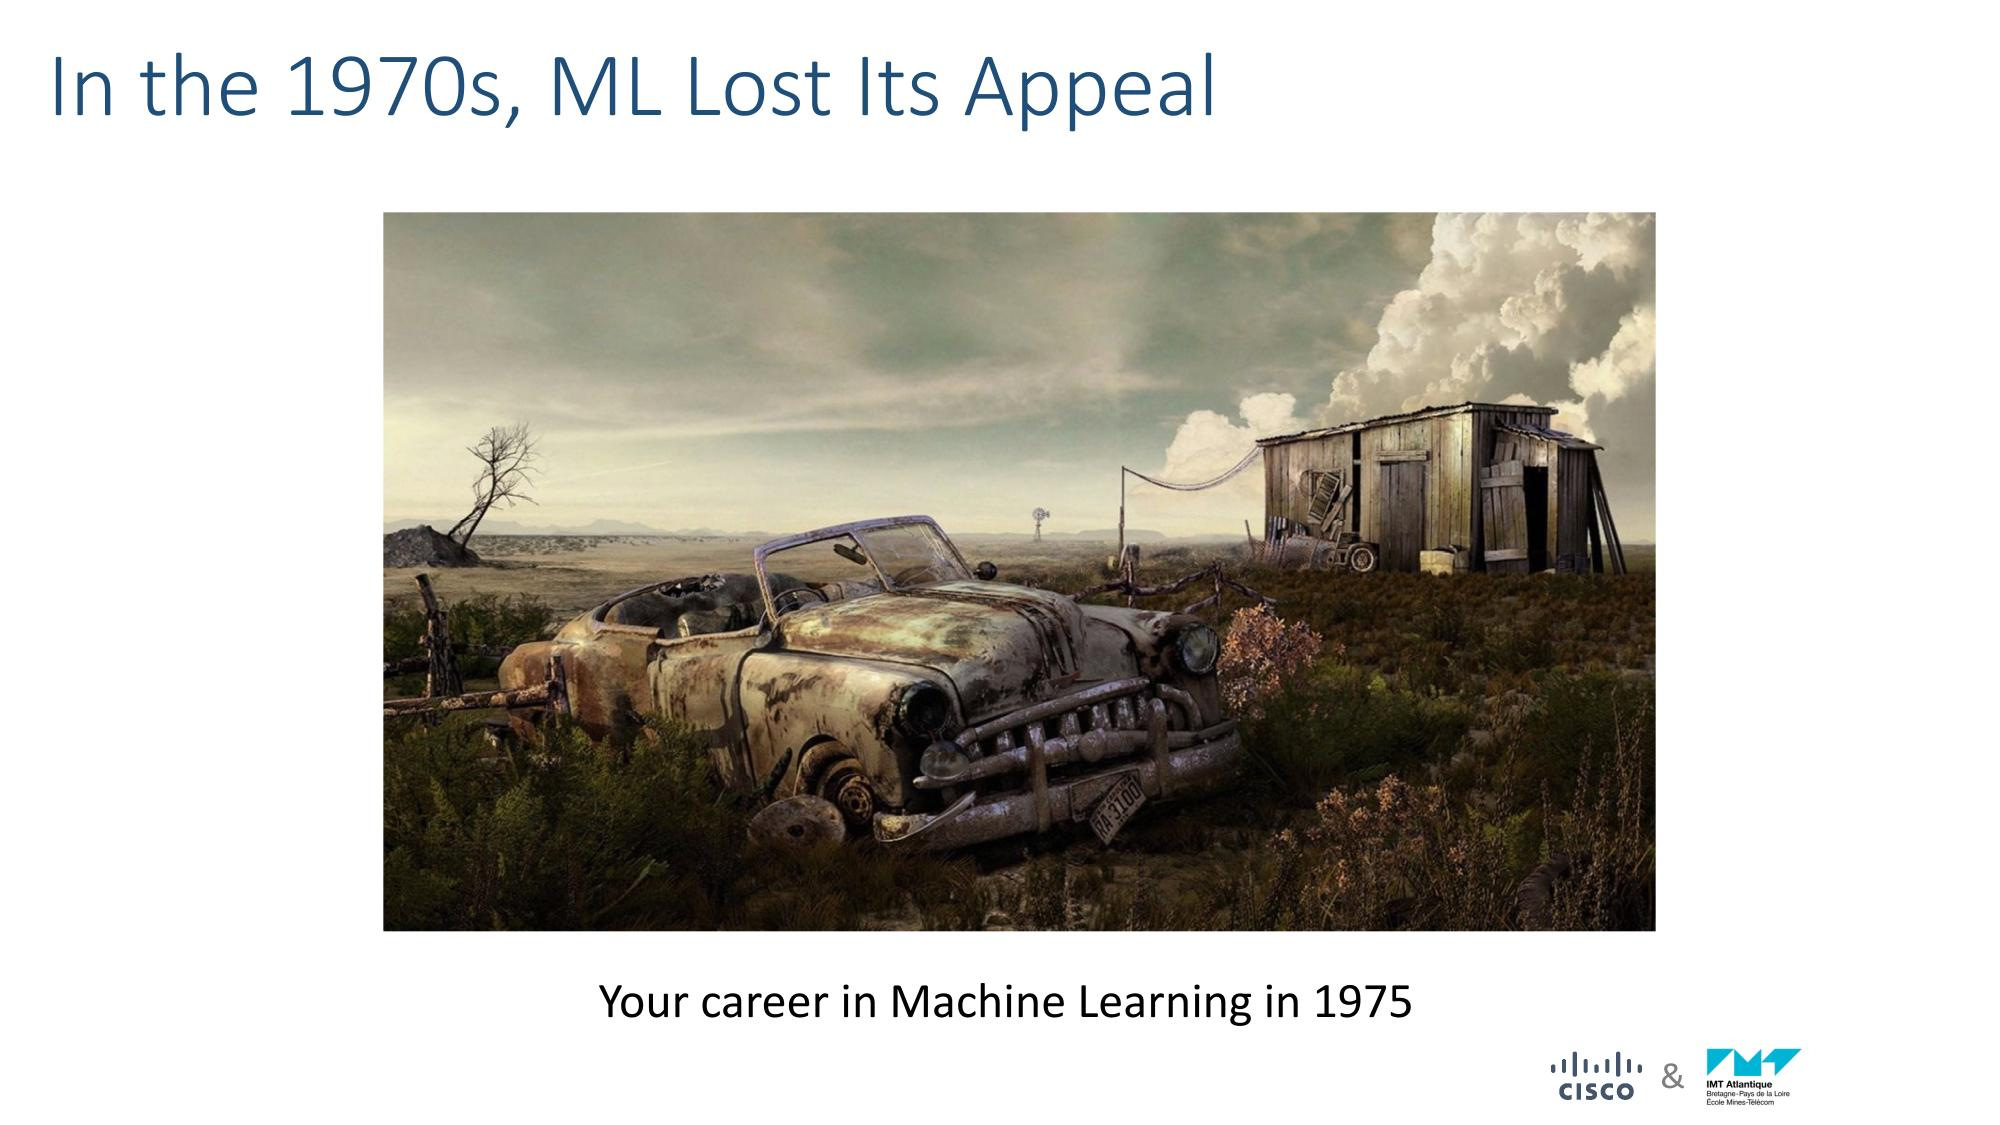 In the 1970s, ML Lost Its Appeal
RA 3100
Your career in Machine Learning in 1975
CISCO
&
IMT Atlantique
Bretagne-Pays de la Loire
École Mines-Télécom